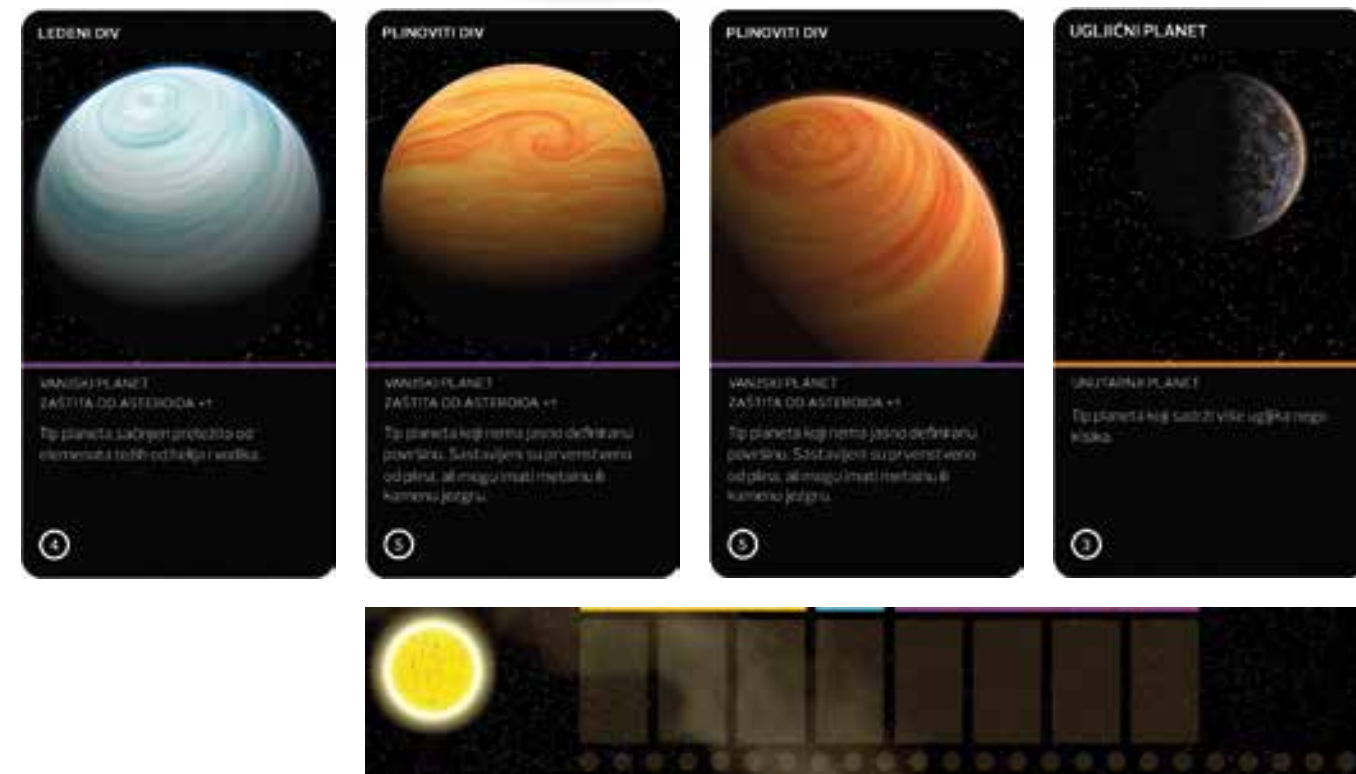 LEDENI DIV
VANJSKI PLANET
ZAŠTITA OD ASTEROIDA +1
Tip planeta sačinjen pretežito od
elemenata težih od helija i vodika.
4
PLINOVITI DIV
VANJSKI PLANET
ZAŠTITA OD ASTEROIDA +1
Tip planeta koji nema jasno definiranu
površinu. Sastavljeni su prvenstveno
od plina, ali mogu imati metalnu ili
kamenu jezgru.
5
PLINOVITI DIV
VANJSKI PLANET
ZAŠTITA OD ASTEROIDA +1
Tip planeta koji nema jasno definiranu
površinu. Sastavljeni su prvenstveno
od plina, ali mogu imati metalnu ili
kamenu jezgru.
5
UGLJIČNI PLANET
UNUTARNJI PLANET
Tip planeta koji sadrži više ugljika nego
kisika.
3